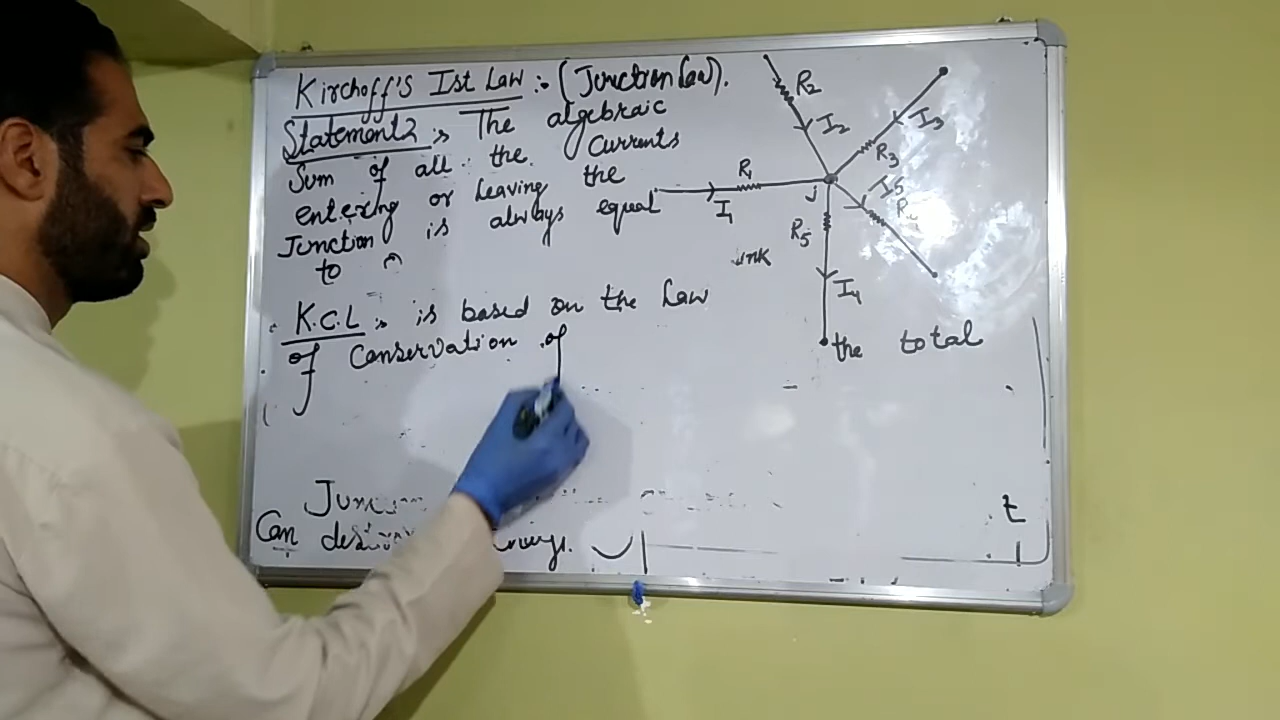 Kirchoff's Ist Law :- (Junction law).
Statement :- The algebraic
Sum of all the Currents
entering or Leaving the
Junction is always equal
to 0
K.C.L :- is based on the Law
of Conservation of
the total
Can
R2
I2
I3
R3
R1
I1
J
I5
R5
I4
t